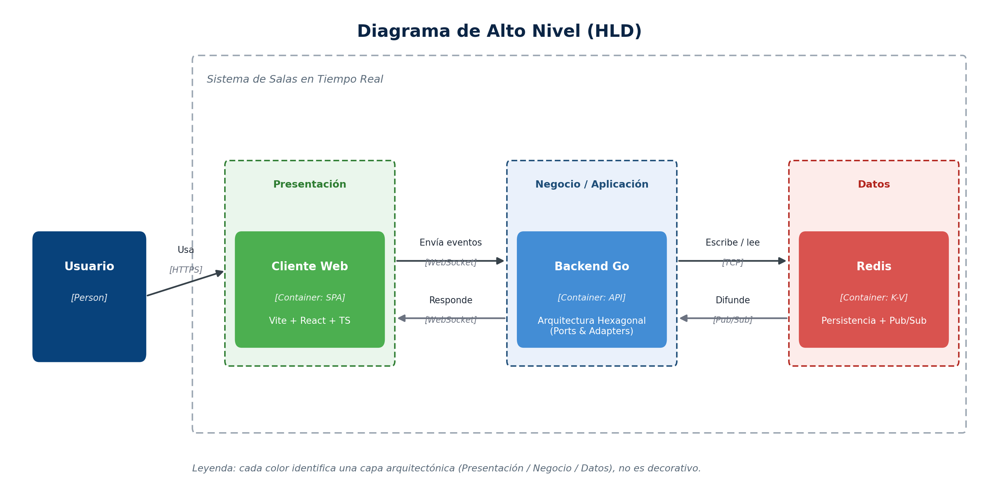 Diagrama de Alto Nivel (HLD)
Sistema de Salas en Tiempo Real
Usuario
[Person]
Usa
[HTTPS]
Presentación
Cliente Web
[Container: SPA]
Vite + React + TS
Envía eventos
[WebSocket]
Responde
[WebSocket]
Negocio / Aplicación
Backend Go
[Container: API]
Arquitectura Hexagonal
(Ports & Adapters)
Escribe / lee
[TCP]
Difunde
[Pub/Sub]
Datos
Redis
[Container: K-V]
Persistencia + Pub/Sub
Leyenda: cada color identifica una capa arquitectónica (Presentación / Negocio / Datos), no es decorativo.